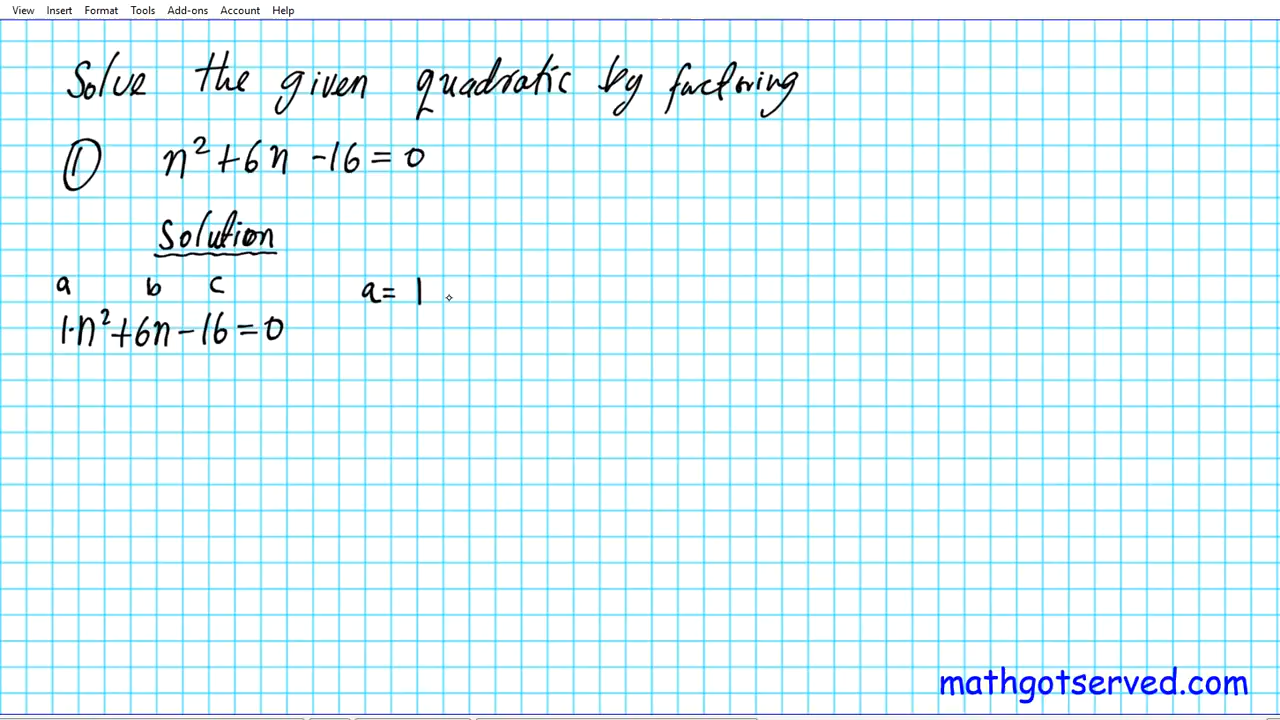 View Insert Format Tools Add-ons Account Help
Solve the given quadratic by factoring
① n² + 6n - 16 = 0
Solution
a b c a = 1
1·n² + 6n - 16 = 0
mathgotserved.com